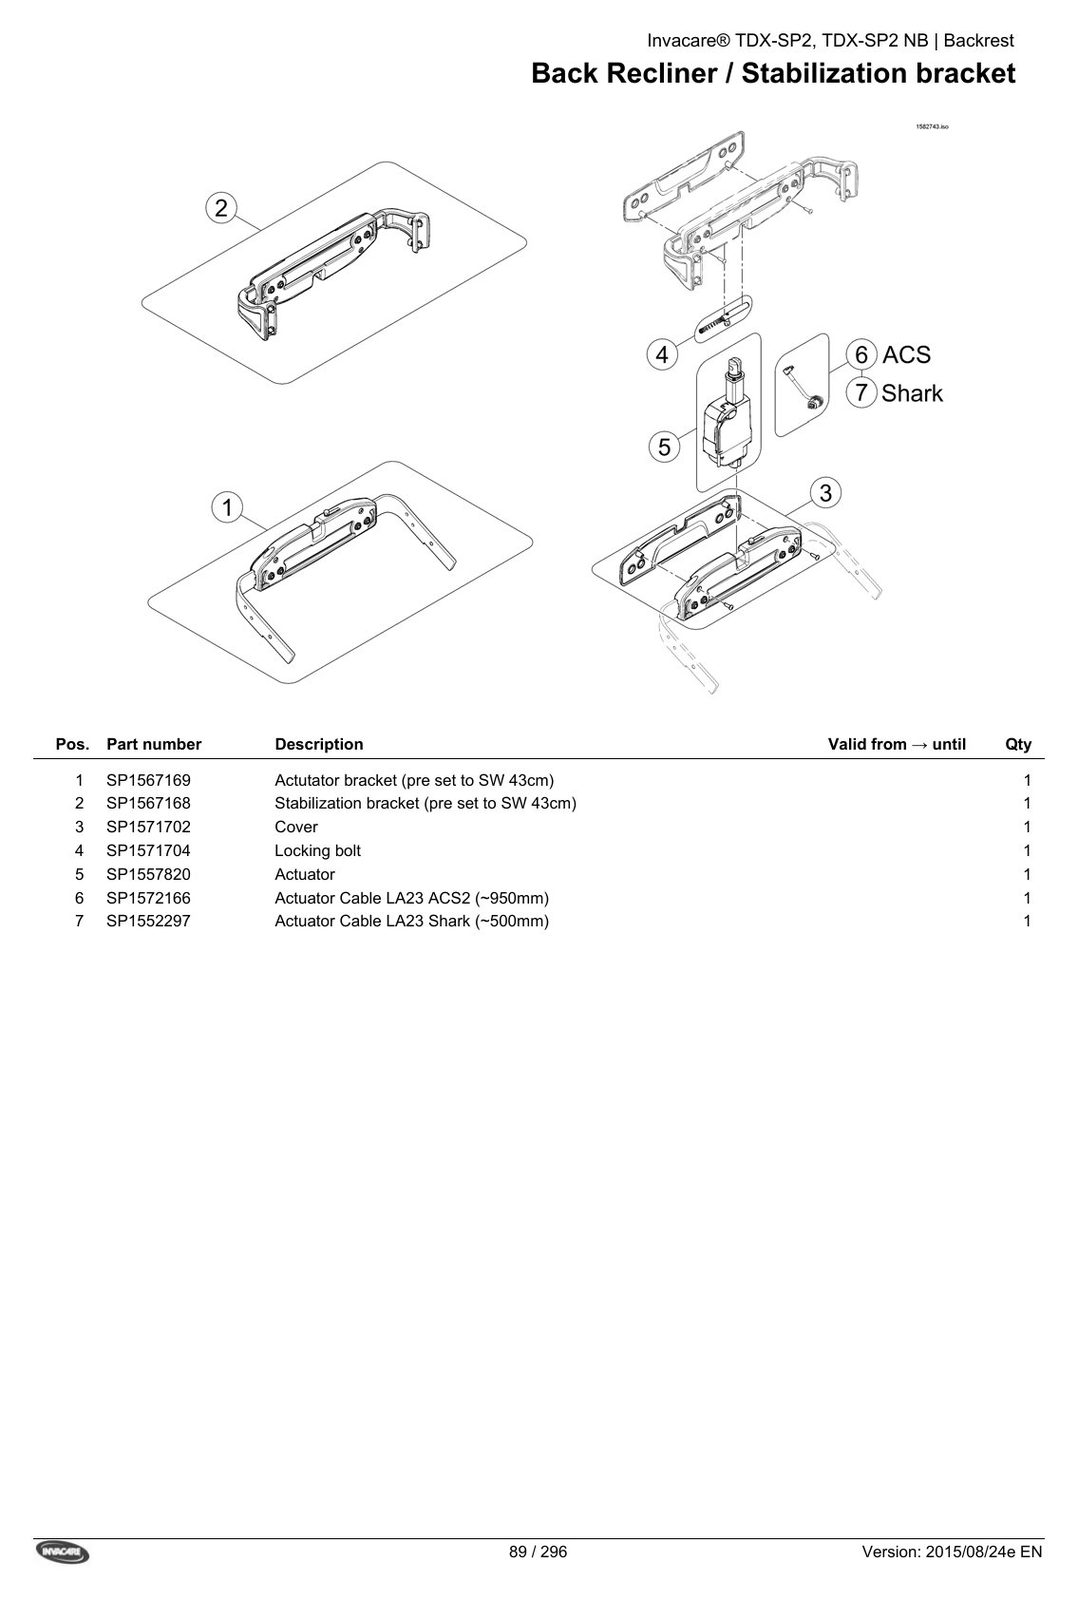 Invacare® TDX-SP2, TDX-SP2 NB | Backrest
Back Recliner / Stabilization bracket
1582743.iso
2
4
6 ACS
7 Shark
5
1
3
Pos. Part number Description Valid from → until Qty
1 SP1567169 Actutator bracket (pre set to SW 43cm) 1
2 SP1567168 Stabilization bracket (pre set to SW 43cm) 1
3 SP1571702 Cover 1
4 SP1571704 Locking bolt 1
5 SP1557820 Actuator 1
6 SP1572166 Actuator Cable LA23 ACS2 (~950mm) 1
7 SP1552297 Actuator Cable LA23 Shark (~500mm) 1
INVACARE 89 / 296 Version: 2015/08/24e EN